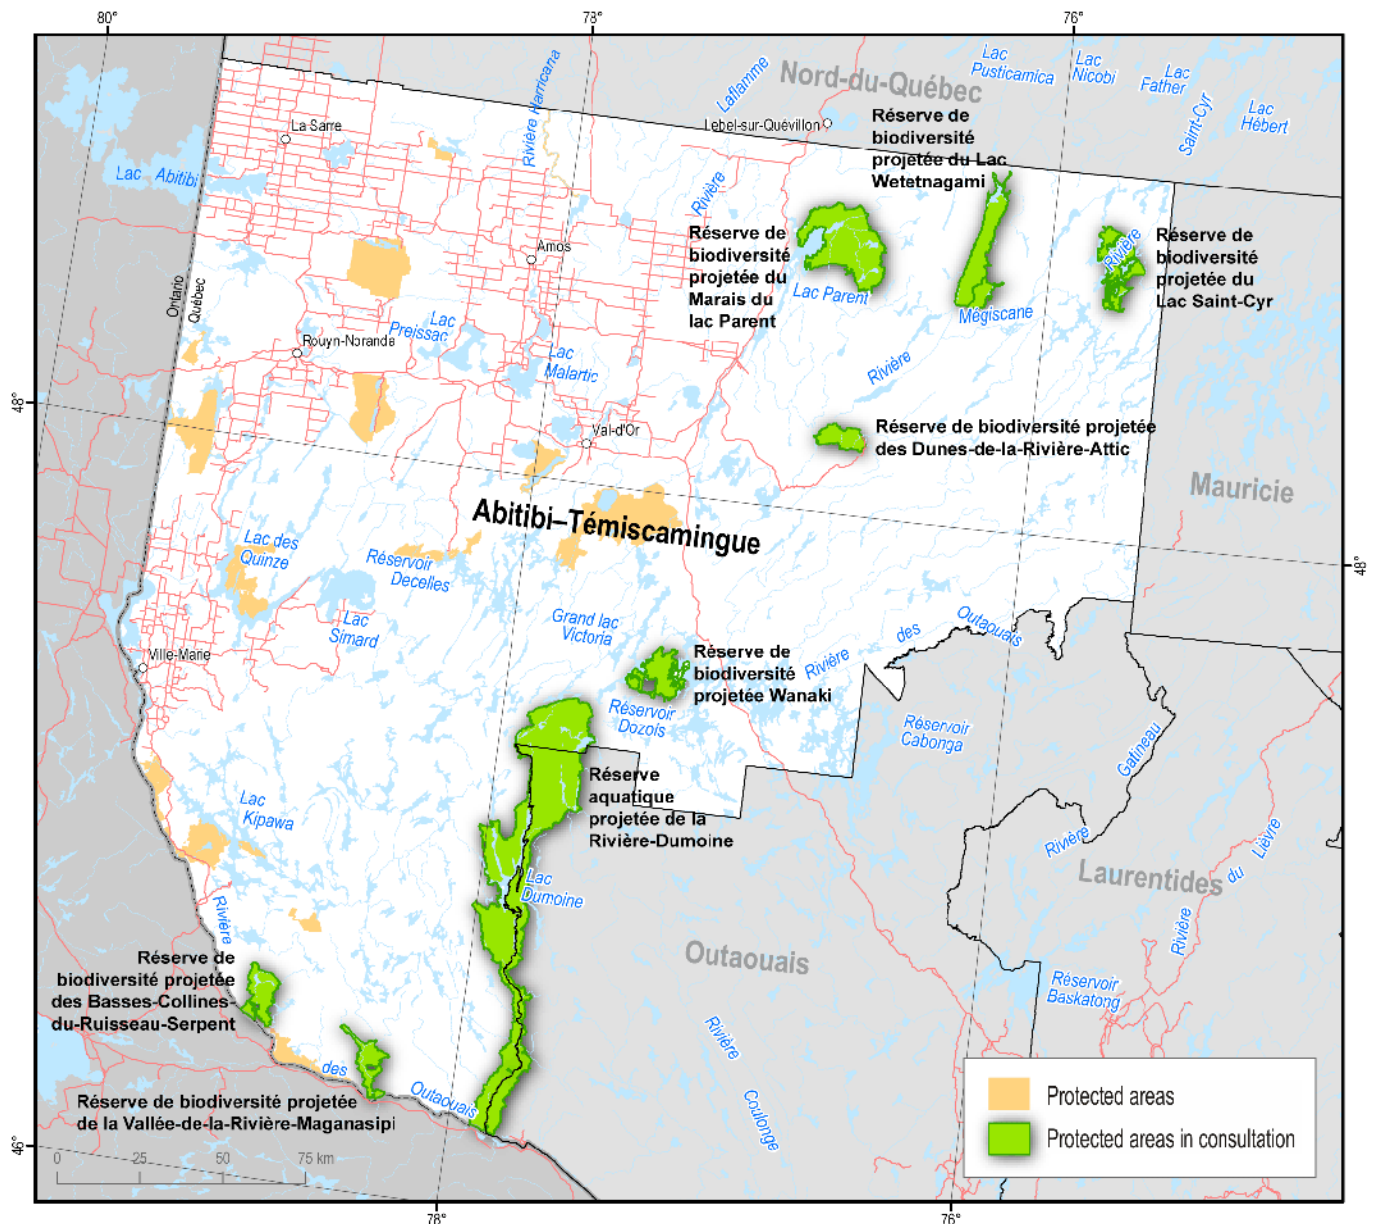 80°
78°
76°
Nord-du-Québec
Lac
Pusticamica
Lac
Nicobi
Lac
Father
Lac
Hébert
Saint-Cyr
Laflamme
Rivière Harricana
La Sarre
Lebel-sur-Quévillon
Réserve de
biodiversité
projetée du Lac
Wetetnagami
Lac Abitibi
Rivière
Amos
Réserve de
biodiversité
projetée du
Marais du
lac Parent
Lac Parent
Rivière
Réserve de
biodiversité
projetée du
Lac Saint-Cyr
Ontario
Québec
Lac
Preissac
Mégiscane
Rouyn-Noranda
Lac
Malartic
Rivière
48°
Val-d'Or
Réserve de biodiversité projetée
des Dunes-de-la-Rivière-Attic
Mauricie
Abitibi–Témiscamingue
Lac des
Quinze
Réservoir
Decelles
48°
Lac
Simard
Grand lac
Victoria
des
Outaouais
Rivière
Ville-Marie
Réserve de
biodiversité
projetée Wanaki
Réservoir
Dozois
Réservoir
Cabonga
Gatineau
Réserve
aquatique
projetée de la
Rivière-Dumoine
Lac
Kipawa
Rivière
Lièvre
du
Laurentides
Lac
Dumoine
Rivière
Rivière
Outaouais
Réserve de
biodiversité projetée
des Basses-Collines-
du-Ruisseau-Serpent
Réservoir
Baskatong
Rivière
Coulonge
des
Outaouais
Réserve de biodiversité projetée
de la Vallée-de-la-Rivière-Maganasipi
Protected areas
Protected areas in consultation
46°
0 25 50 75 km
78°
76°